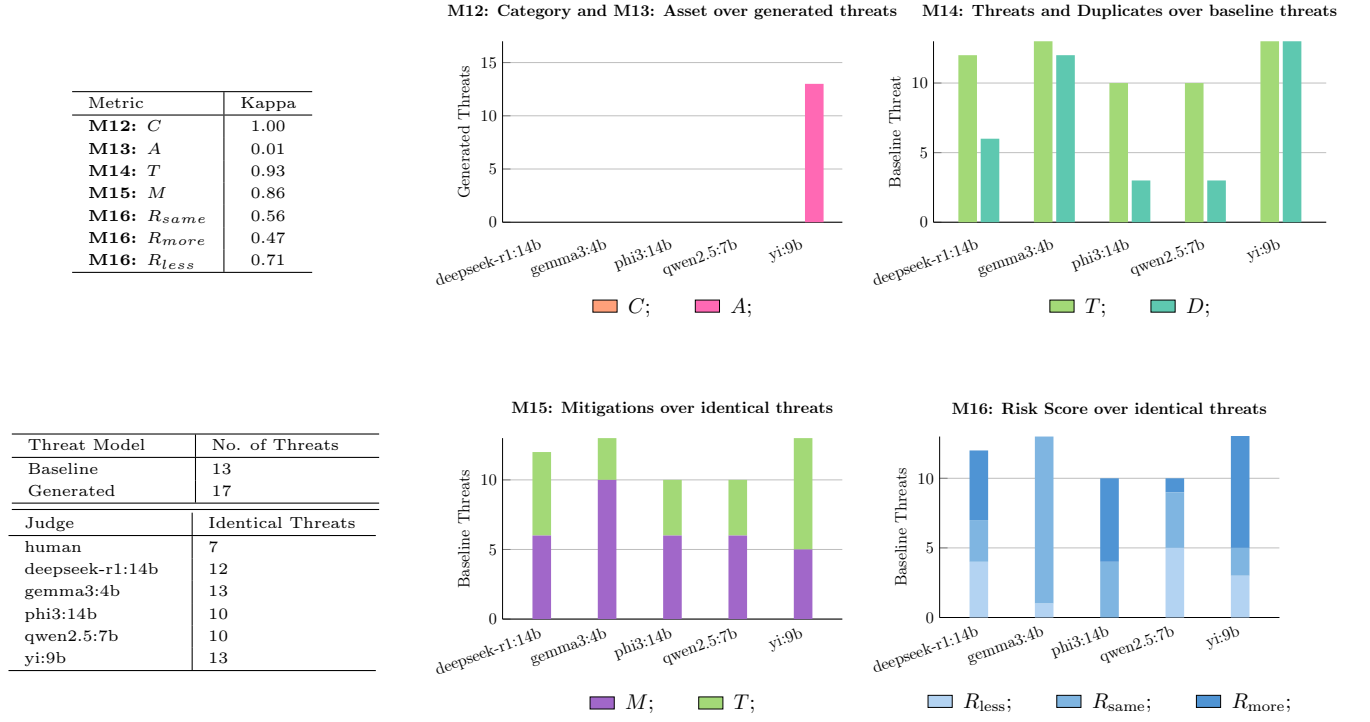 Metric Kappa
M12: C 1.00
M13: A 0.01
M14: T 0.93
M15: M 0.86
M16: R_same 0.56
M16: R_more 0.47
M16: R_less 0.71
M12: Category and M13: Asset over generated threats
Generated Threats
15
10
5
0
deepseek-r1:14b
gemma3:4b
phi3:14b
qwen2.5:7b
yi:9b
C; A;
M14: Threats and Duplicates over baseline threats
Baseline Threat
10
5
0
deepseek-r1:14b
gemma3:4b
phi3:14b
qwen2.5:7b
yi:9b
T; D;
Threat Model No. of Threats
Baseline 13
Generated 17
Judge Identical Threats
human 7
deepseek-r1:14b 12
gemma3:4b 13
phi3:14b 10
qwen2.5:7b 10
yi:9b 13
M15: Mitigations over identical threats
Baseline Threats
10
5
0
deepseek-r1:14b
gemma3:4b
phi3:14b
qwen2.5:7b
yi:9b
M; T;
M16: Risk Score over identical threats
Baseline Threats
10
5
0
deepseek-r1:14b
gemma3:4b
phi3:14b
qwen2.5:7b
yi:9b
R_less; R_same; R_more;